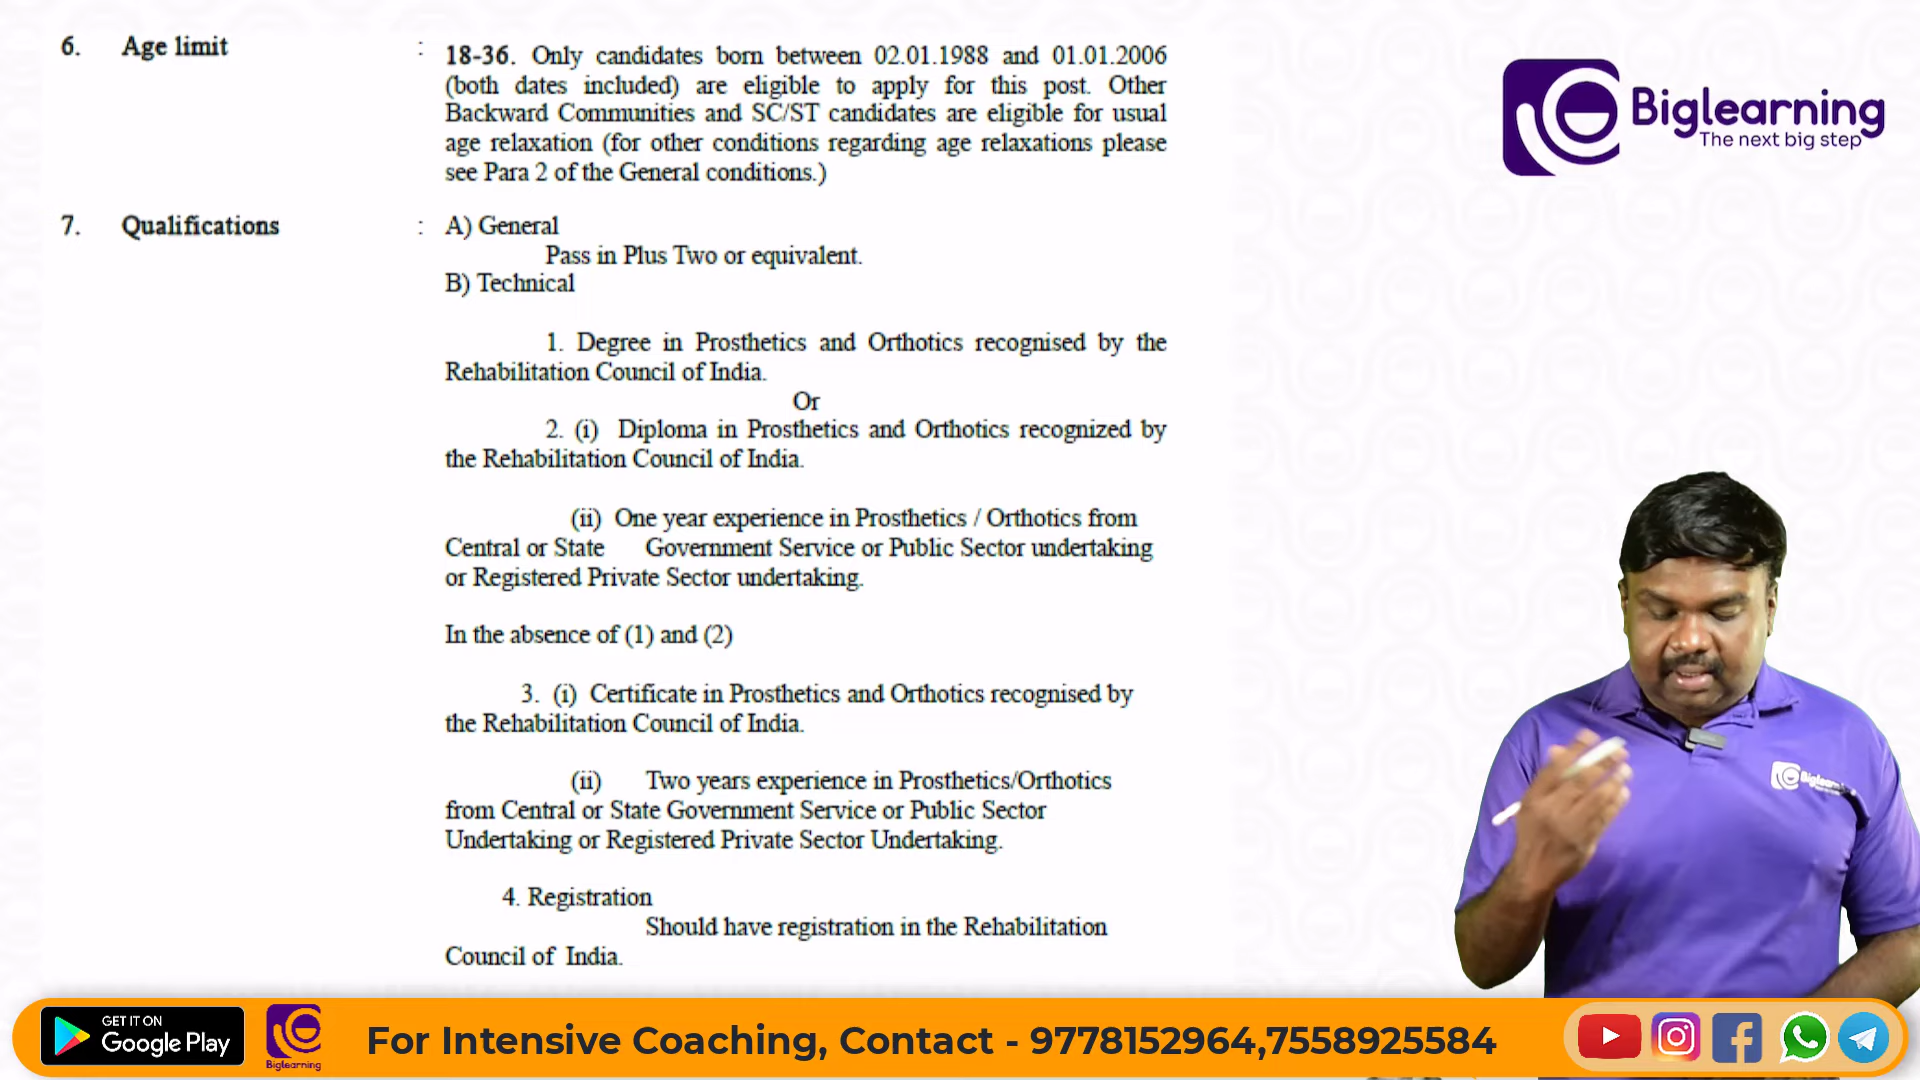 6. Age limit : 18-36. Only candidates born between 02.01.1988 and 01.01.2006
(both dates included) are eligible to apply for this post. Other
Backward Communities and SC/ST candidates are eligible for usual
age relaxation (for other conditions regarding age relaxations please
see Para 2 of the General conditions.)
7. Qualifications : A) General
Pass in Plus Two or equivalent.
B) Technical
1. Degree in Prosthetics and Orthotics recognised by the
Rehabilitation Council of India.
Or
2. (i) Diploma in Prosthetics and Orthotics recognized by
the Rehabilitation Council of India.
(ii) One year experience in Prosthetics / Orthotics from
Central or State Government Service or Public Sector undertaking
or Registered Private Sector undertaking.
In the absence of (1) and (2)
3. (i) Certificate in Prosthetics and Orthotics recognised by
the Rehabilitation Council of India.
(ii) Two years experience in Prosthetics/Orthotics
from Central or State Government Service or Public Sector
Undertaking or Registered Private Sector Undertaking.
4. Registration
Should have registration in the Rehabilitation
Council of India.
Biglearning
The next big step
Biglearning
GET IT ON
Google Play
Biglearning
For Intensive Coaching, Contact - 9778152964,7558925584